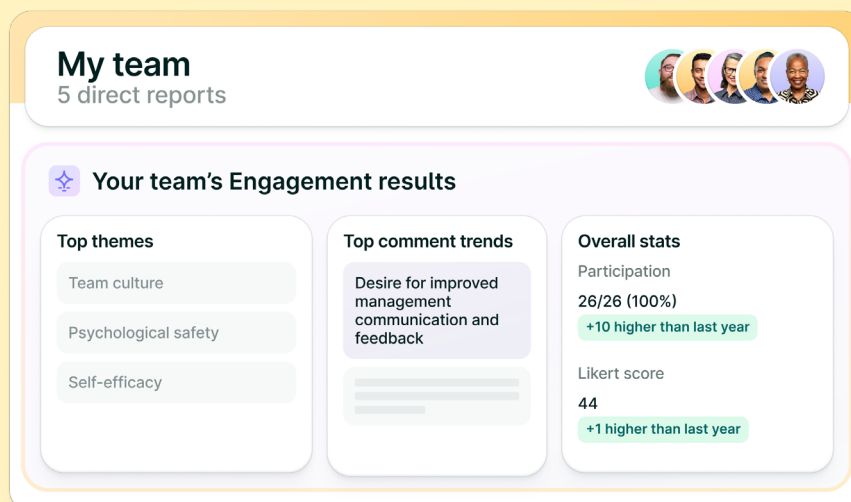 My team
5 direct reports
Your team’s Engagement results
Top themes
Team culture
Psychological safety
Self-efficacy
Top comment trends
Desire for improved
management
communication and
feedback
Overall stats
Participation
26/26 (100%)
+10 higher than last year
Likert score
44
+1 higher than last year